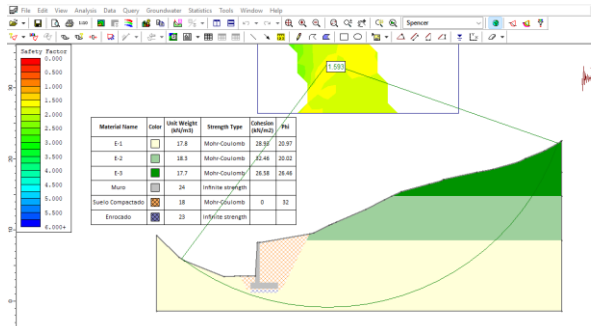 File Edit View Analysis Data Query Groundwater Statistics Tools Window Help
Spencer
Safety Factor
0.000
0.500
1.000
1.500
2.000
2.500
3.000
3.500
4.000
4.500
5.000
5.500
6.000+
1.593
Material Name Color Unit Weight (kN/m3) Strength Type Cohesion (kN/m2) Phi
E-1 17.8 Mohr-Coulomb 28.95 20.97
E-2 18.3 Mohr-Coulomb 32.46 20.02
E-3 17.7 Mohr-Coulomb 26.58 26.46
Muro 24 Infinite strength
Suelo Compactado 18 Mohr-Coulomb 0 32
Enrocado 23 Infinite strength
30
20
10
0